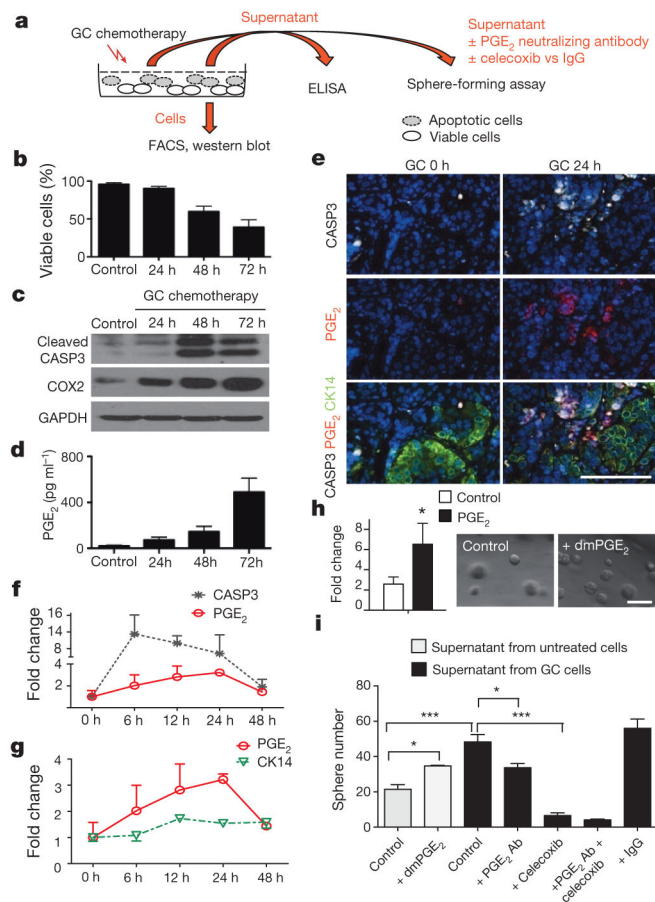 a
GC chemotherapy
Supernatant
Supernatant
± PGE2 neutralizing antibody
± celecoxib vs IgG
ELISA
Sphere-forming assay
Cells
FACS, western blot
Apoptotic cells
Viable cells
b
Viable cells (%)
100
50
0
Control 24 h 48 h 72 h
c
GC chemotherapy
Control 24 h 48 h 72 h
Cleaved
CASP3
COX2
GAPDH
d
PGE2 (pg ml−1)
800
400
0
Control 24 h 48 h 72h
e
GC 0 h GC 24 h
CASP3
PGE2
CASP3 PGE2 CK14
f
CASP3
PGE2
Fold change
16
14
12
4
2
0 h 6 h 12 h 24 h 48 h
g
PGE2
CK14
Fold change
4
3
2
1
0 h 6 h 12 h 24 h 48 h
h
Control
PGE2
Fold change
8
6
4
2
0
*
Control
+ dmPGE2
i
Supernatant from untreated cells
Supernatant from GC cells
Sphere number
80
60
40
20
0
*
***
*
***
Control
+ dmPGE2
Control
+ PGE2 Ab
+ Celecoxib
+PGE2 Ab +
celecoxib
+ IgG